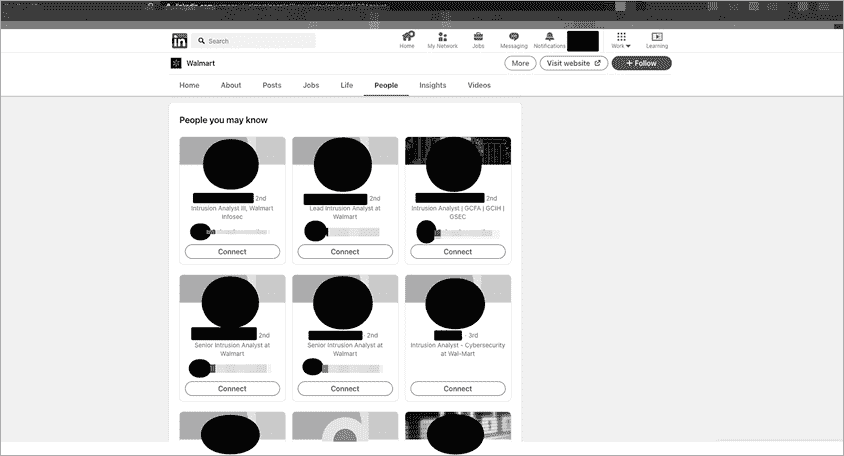 in
Search
Home
My Network
Jobs
Messaging
Notifications
Work
Learning
Walmart
More
Visit website
+ Follow
Home
About
Posts
Jobs
Life
People
Insights
Videos
People you may know
2nd
Intrusion Analyst III, Walmart
Infosec
Connect
2nd
Lead Intrusion Analyst at
Walmart
Connect
2nd
Intrusion Analyst | GCFA | GCIH |
GSEC
Connect
2nd
Senior Intrusion Analyst at
Walmart
Connect
· 2nd
Senior Intrusion Analyst at
Walmart
Connect
· 3rd
Intrusion Analyst - Cybersecurity
at Wal-Mart
Connect